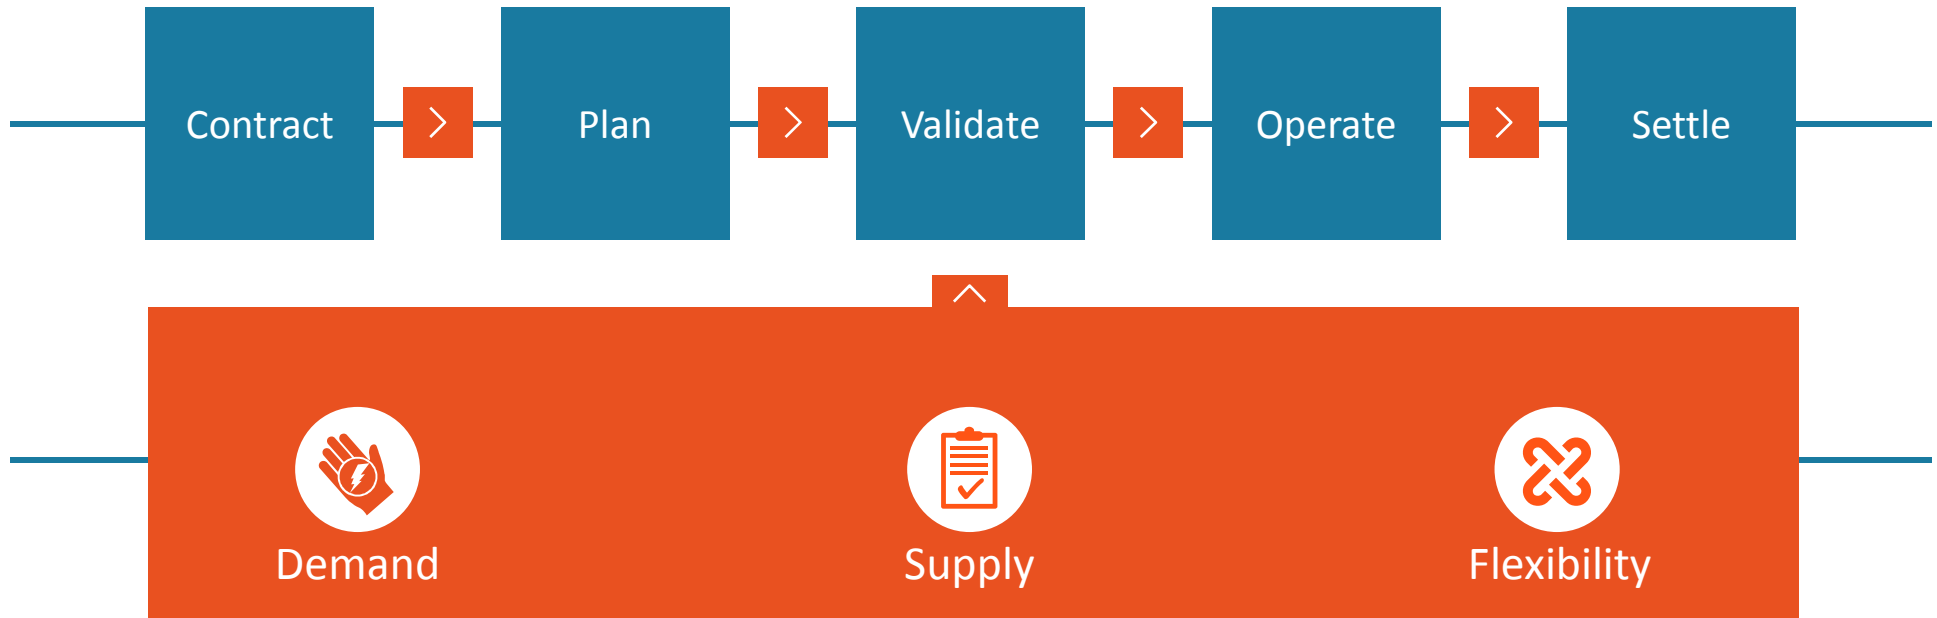 Contract
Plan
Validate
Operate
Settle
Demand
Supply
Flexibility